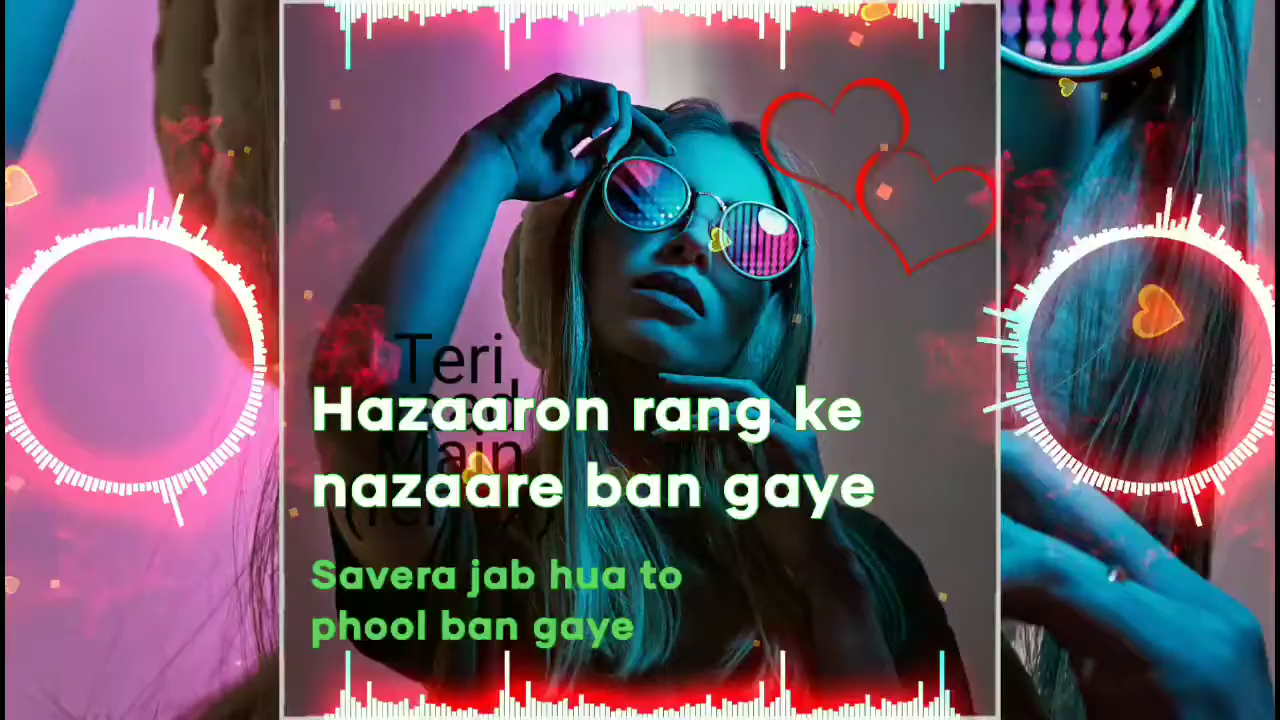 Teri
Main
Hazaaron rang ke
nazaare ban gaye
Savera jab hua to
phool ban gaye